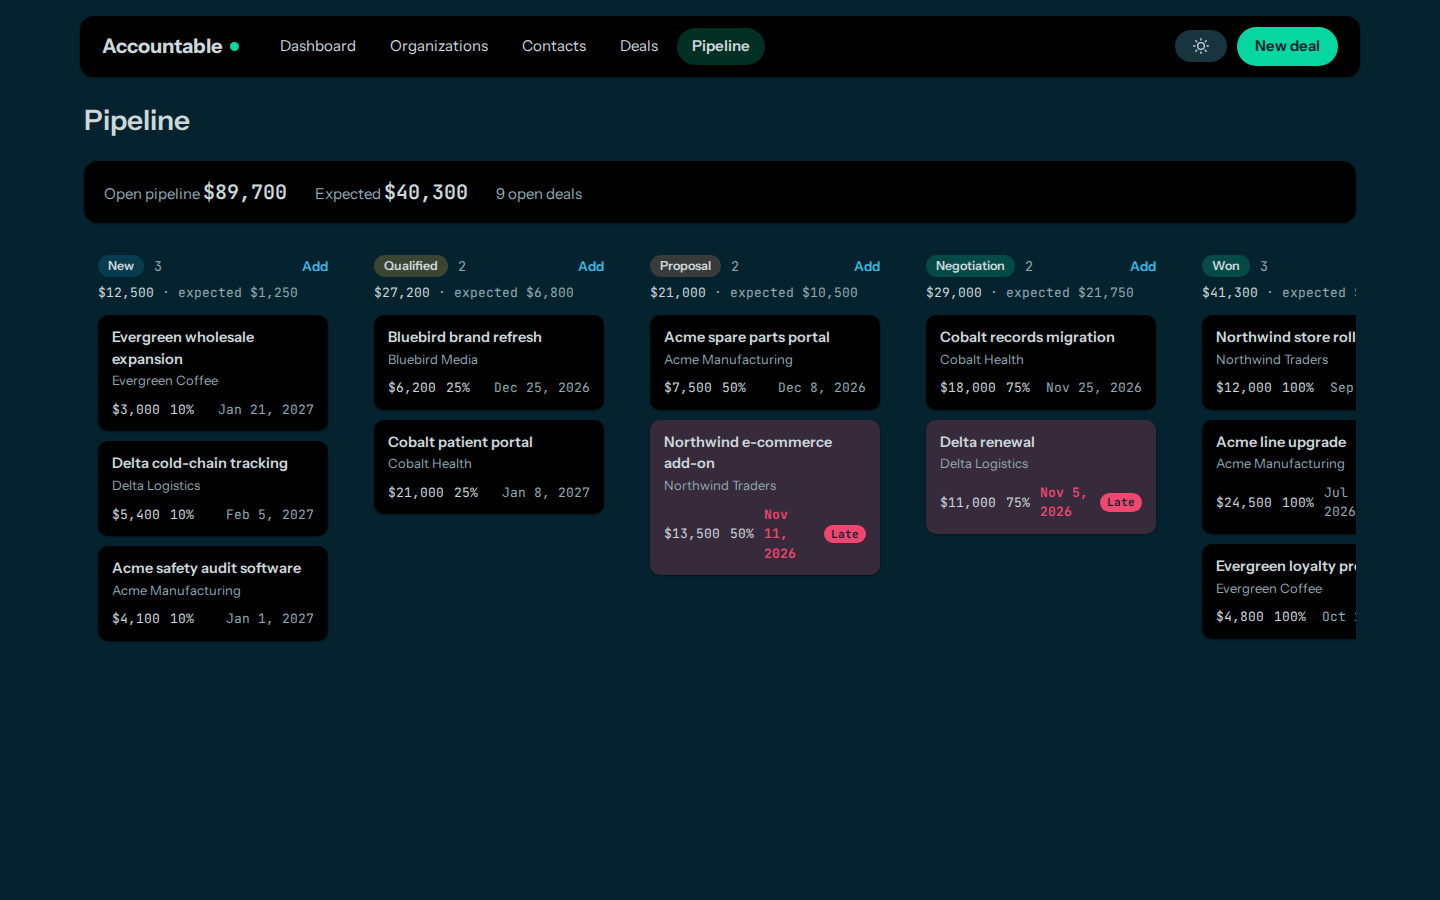 Accountable
Dashboard
Organizations
Contacts
Deals
Pipeline
New deal
Pipeline
Open pipeline $89,700
Expected $40,300
9 open deals
New 3 Add
$12,500 · expected $1,250
Evergreen wholesale
expansion
Evergreen Coffee
$3,000 10% Jan 21, 2027
Delta cold-chain tracking
Delta Logistics
$5,400 10% Feb 5, 2027
Acme safety audit software
Acme Manufacturing
$4,100 10% Jan 1, 2027
Qualified 2 Add
$27,200 · expected $6,800
Bluebird brand refresh
Bluebird Media
$6,200 25% Dec 25, 2026
Cobalt patient portal
Cobalt Health
$21,000 25% Jan 8, 2027
Proposal 2 Add
$21,000 · expected $10,500
Acme spare parts portal
Acme Manufacturing
$7,500 50% Dec 8, 2026
Northwind e-commerce
add-on
Northwind Traders
$13,500 50% Nov
11,
2026
Late
Negotiation 2 Add
$29,000 · expected $21,750
Cobalt records migration
Cobalt Health
$18,000 75% Nov 25, 2026
Delta renewal
Delta Logistics
$11,000 75% Nov 5,
2026
Late
Won 3
$41,300 · expected
Northwind store roll
Northwind Traders
$12,000 100% Sep
Acme line upgrade
Acme Manufacturing
$24,500 100% Jul
2026
Evergreen loyalty
Evergreen Coffee
$4,800 100% Oct